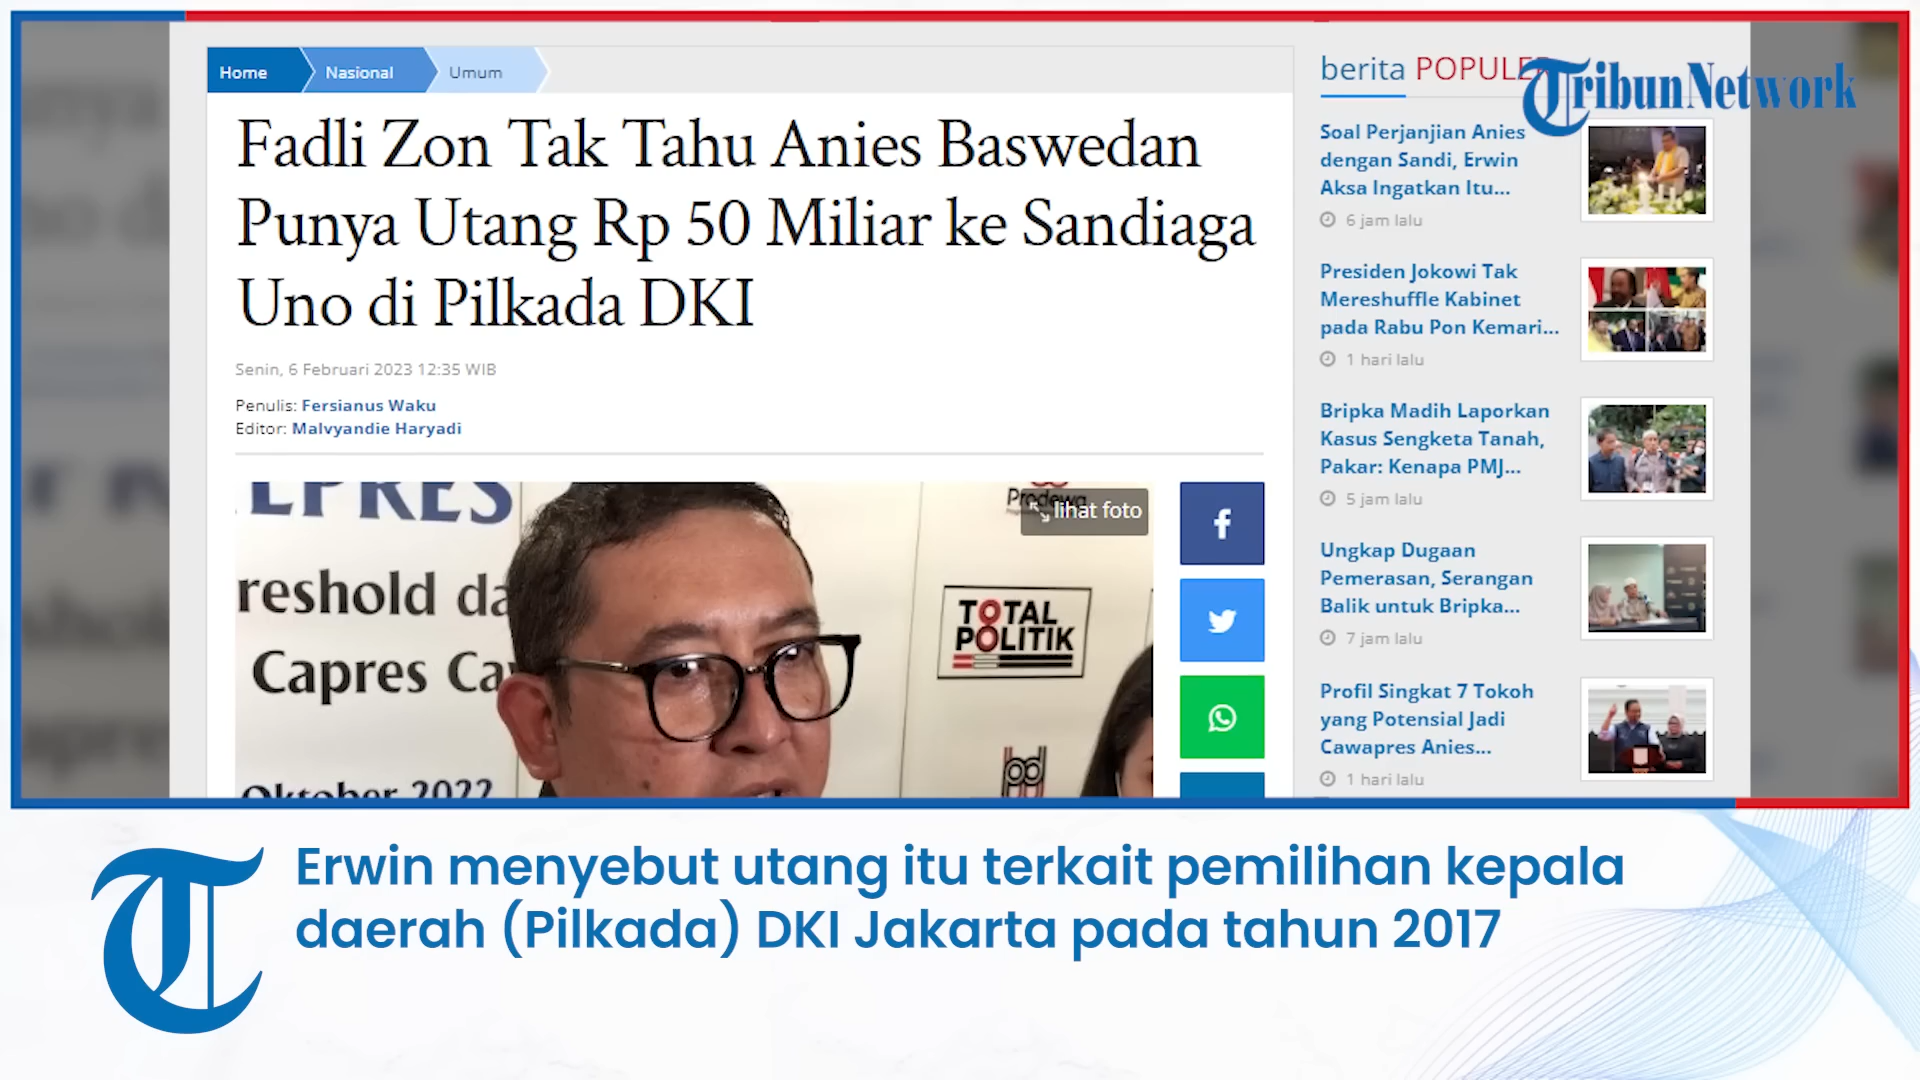 Home
Nasional
Umum
Fadli Zon Tak Tahu Anies Baswedan
Punya Utang Rp 50 Miliar ke Sandiaga
Uno di Pilkada DKI
Senin, 6 Februari 2023 12:35 WIB
Penulis: Fersianus Waku
Editor: Malvyandie Haryadi
LPRES
reshold da
Capres Ca
Oktober 2022
Prodewa
lihat foto
TOTAL
POLITIK
berita POPULE
TribunNetwork
Soal Perjanjian Anies
dengan Sandi, Erwin
Aksa Ingatkan Itu...
6 jam lalu
Presiden Jokowi Tak
Mereshuffle Kabinet
pada Rabu Pon Kemari...
1 hari lalu
Bripka Madih Laporkan
Kasus Sengketa Tanah,
Pakar: Kenapa PMJ...
5 jam lalu
Ungkap Dugaan
Pemerasan, Serangan
Balik untuk Bripka...
7 jam lalu
Profil Singkat 7 Tokoh
yang Potensial Jadi
Cawapres Anies...
1 hari lalu
T
Erwin menyebut utang itu terkait pemilihan kepala
daerah (Pilkada) DKI Jakarta pada tahun 2017